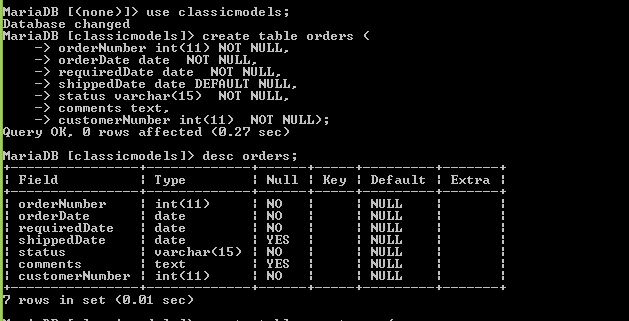 MariaDB [(none)]> use classicmodels;
Database changed
MariaDB [classicmodels]> create table orders (
    -> orderNumber int(11) NOT NULL,
    -> orderDate date  NOT NULL,
    -> requiredDate date  NOT NULL,
    -> shippedDate date DEFAULT NULL,
    -> status varchar(15)  NOT NULL,
    -> comments text,
    -> customerNumber int(11)  NOT NULL);
Query OK, 0 rows affected (0.27 sec)
MariaDB [classicmodels]> desc orders;
+----------------+-------------+------+-----+---------+-------+
| Field          | Type        | Null | Key | Default | Extra |
+----------------+-------------+------+-----+---------+-------+
| orderNumber    | int(11)     | NO   |     | NULL    |       |
| orderDate      | date        | NO   |     | NULL    |       |
| requiredDate   | date        | NO   |     | NULL    |       |
| shippedDate    | date        | YES  |     | NULL    |       |
| status         | varchar(15) | NO   |     | NULL    |       |
| comments       | text        | YES  |     | NULL    |       |
| customerNumber | int(11)     | NO   |     | NULL    |       |
+----------------+-------------+------+-----+---------+-------+
7 rows in set (0.01 sec)